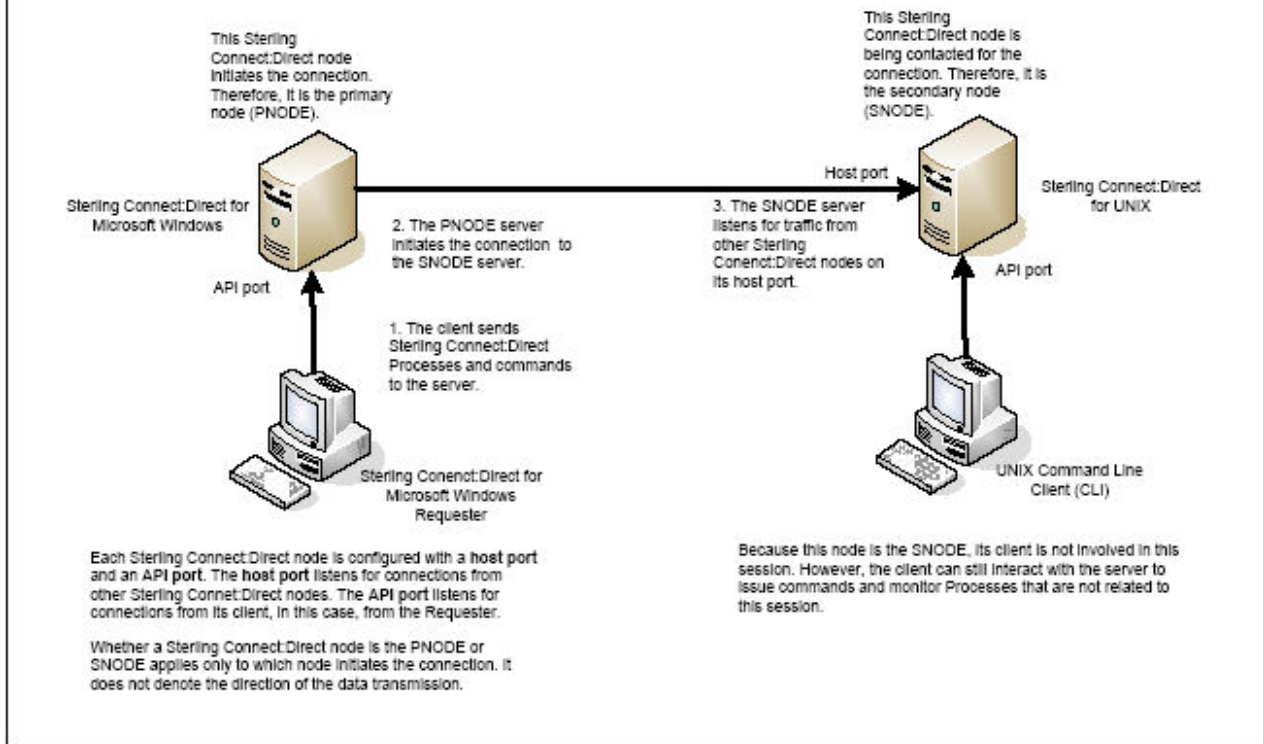 This Sterling
Connect:Direct node
initiates the connection.
Therefore, it is the primary
node (PNODE).
This Sterling
Connect:Direct node is
being contacted for the
connection. Therefore, it is
the secondary node
(SNODE).
Host port
Sterling Connect:Direct for
Microsoft Windows
Sterling Connect:Direct
for UNIX
2. The PNODE server
initiates the connection to
the SNODE server.
3. The SNODE server
listens for traffic from
other Sterling
Conenct:Direct nodes on
its host port.
API port
API port
1. The client sends
Sterling Connect:Direct
Processes and commands
to the server.
Sterling Conenct:Direct for
Microsoft Windows
Requester
UNIX Command Line
Client (CLI)
Each Sterling Connect:Direct node is configured with a host port
and an API port. The host port listens for connections from
other Sterling Connet:Direct nodes. The API port listens for
connections from its client, in this case, from the Requester.
Whether a Sterling Connect:Direct node is the PNODE or
SNODE applies only to which node initiates the connection. It
does not denote the direction of the data transmission.
Because this node is the SNODE, its client is not involved in this
session. However, the client can still interact with the server to
issue commands and monitor Processes that are not related to
this session.